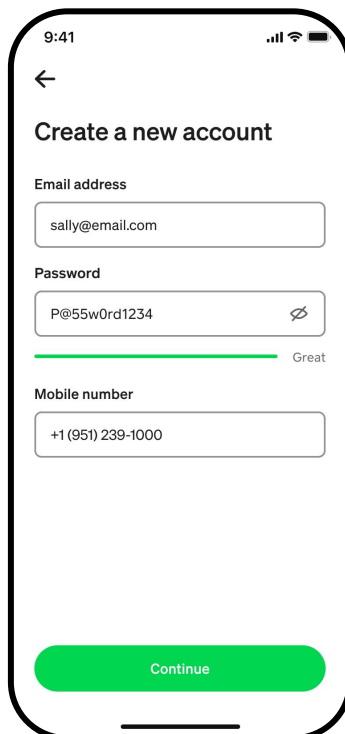 9:41
Create a new account
Email address
sally@email.com
Password
P@55w0rd1234
Great
Mobile number
+1 (951) 239-1000
Continue